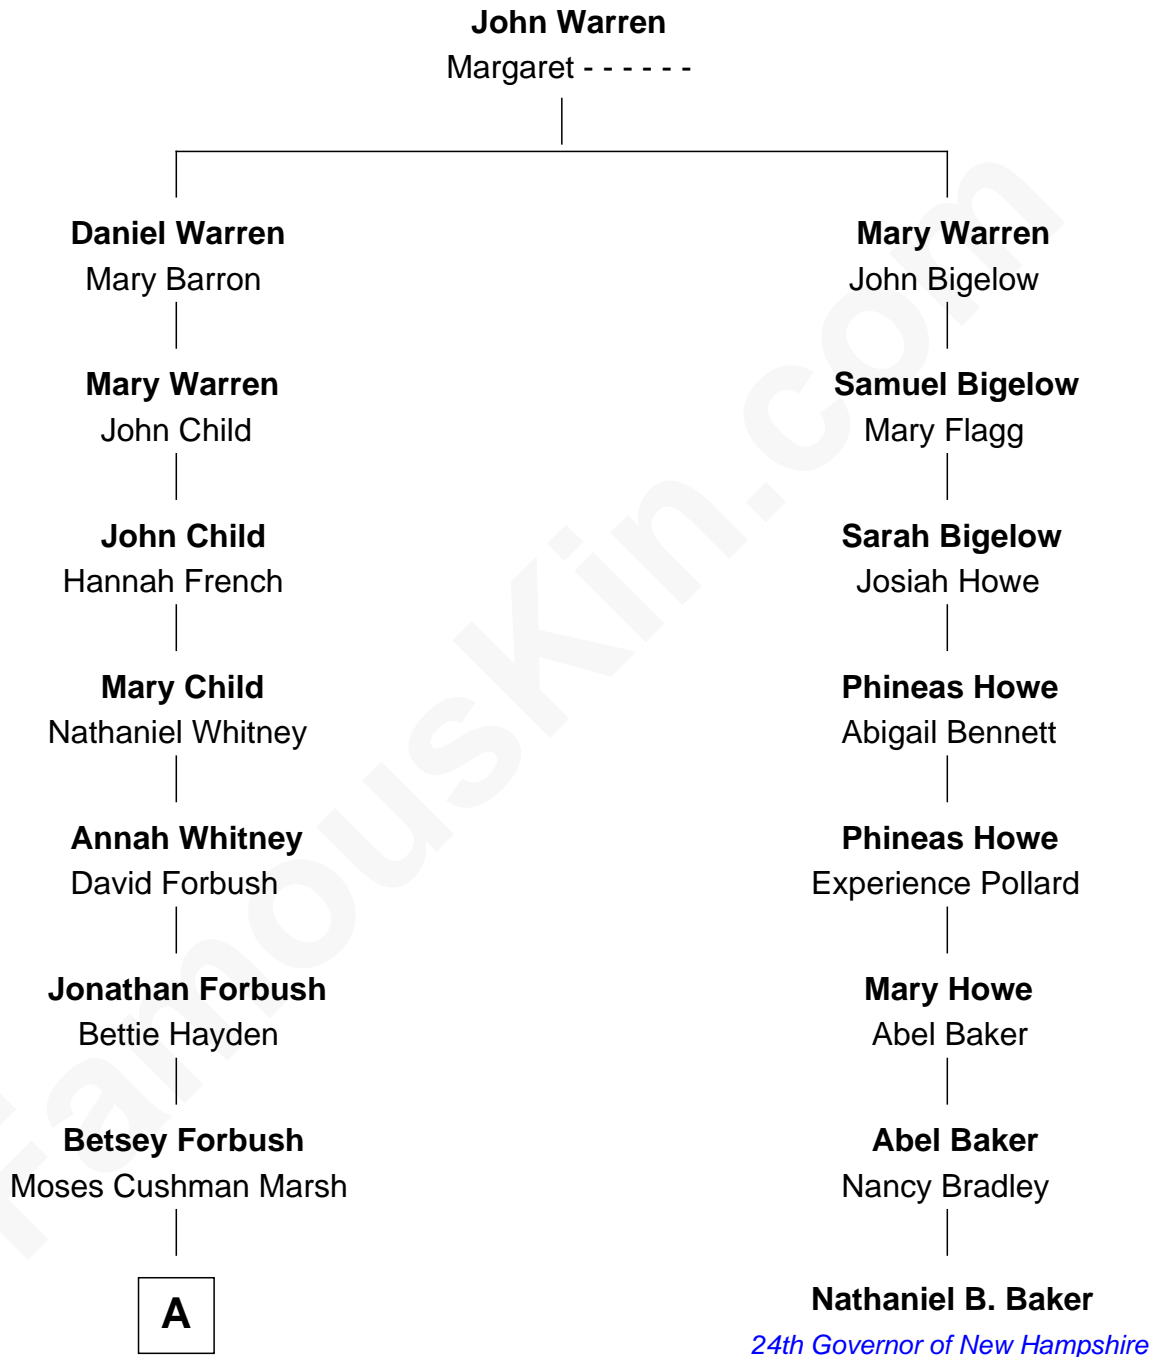 John Warren
Margaret - - - - - -
Daniel Warren
Mary Barron
Mary Warren
John Bigelow
Mary Warren
John Child
Samuel Bigelow
Mary Flagg
John Child
Hannah French
Sarah Bigelow
Josiah Howe
Mary Child
Nathaniel Whitney
Phineas Howe
Abigail Bennett
Annah Whitney
David Forbush
Phineas Howe
Experience Pollard
Jonathan Forbush
Bettie Hayden
Mary Howe
Abel Baker
Betsey Forbush
Moses Cushman Marsh
Abel Baker
Nancy Bradley
A
Nathaniel B. Baker
24th Governor of New Hampshire
FamousKin.com